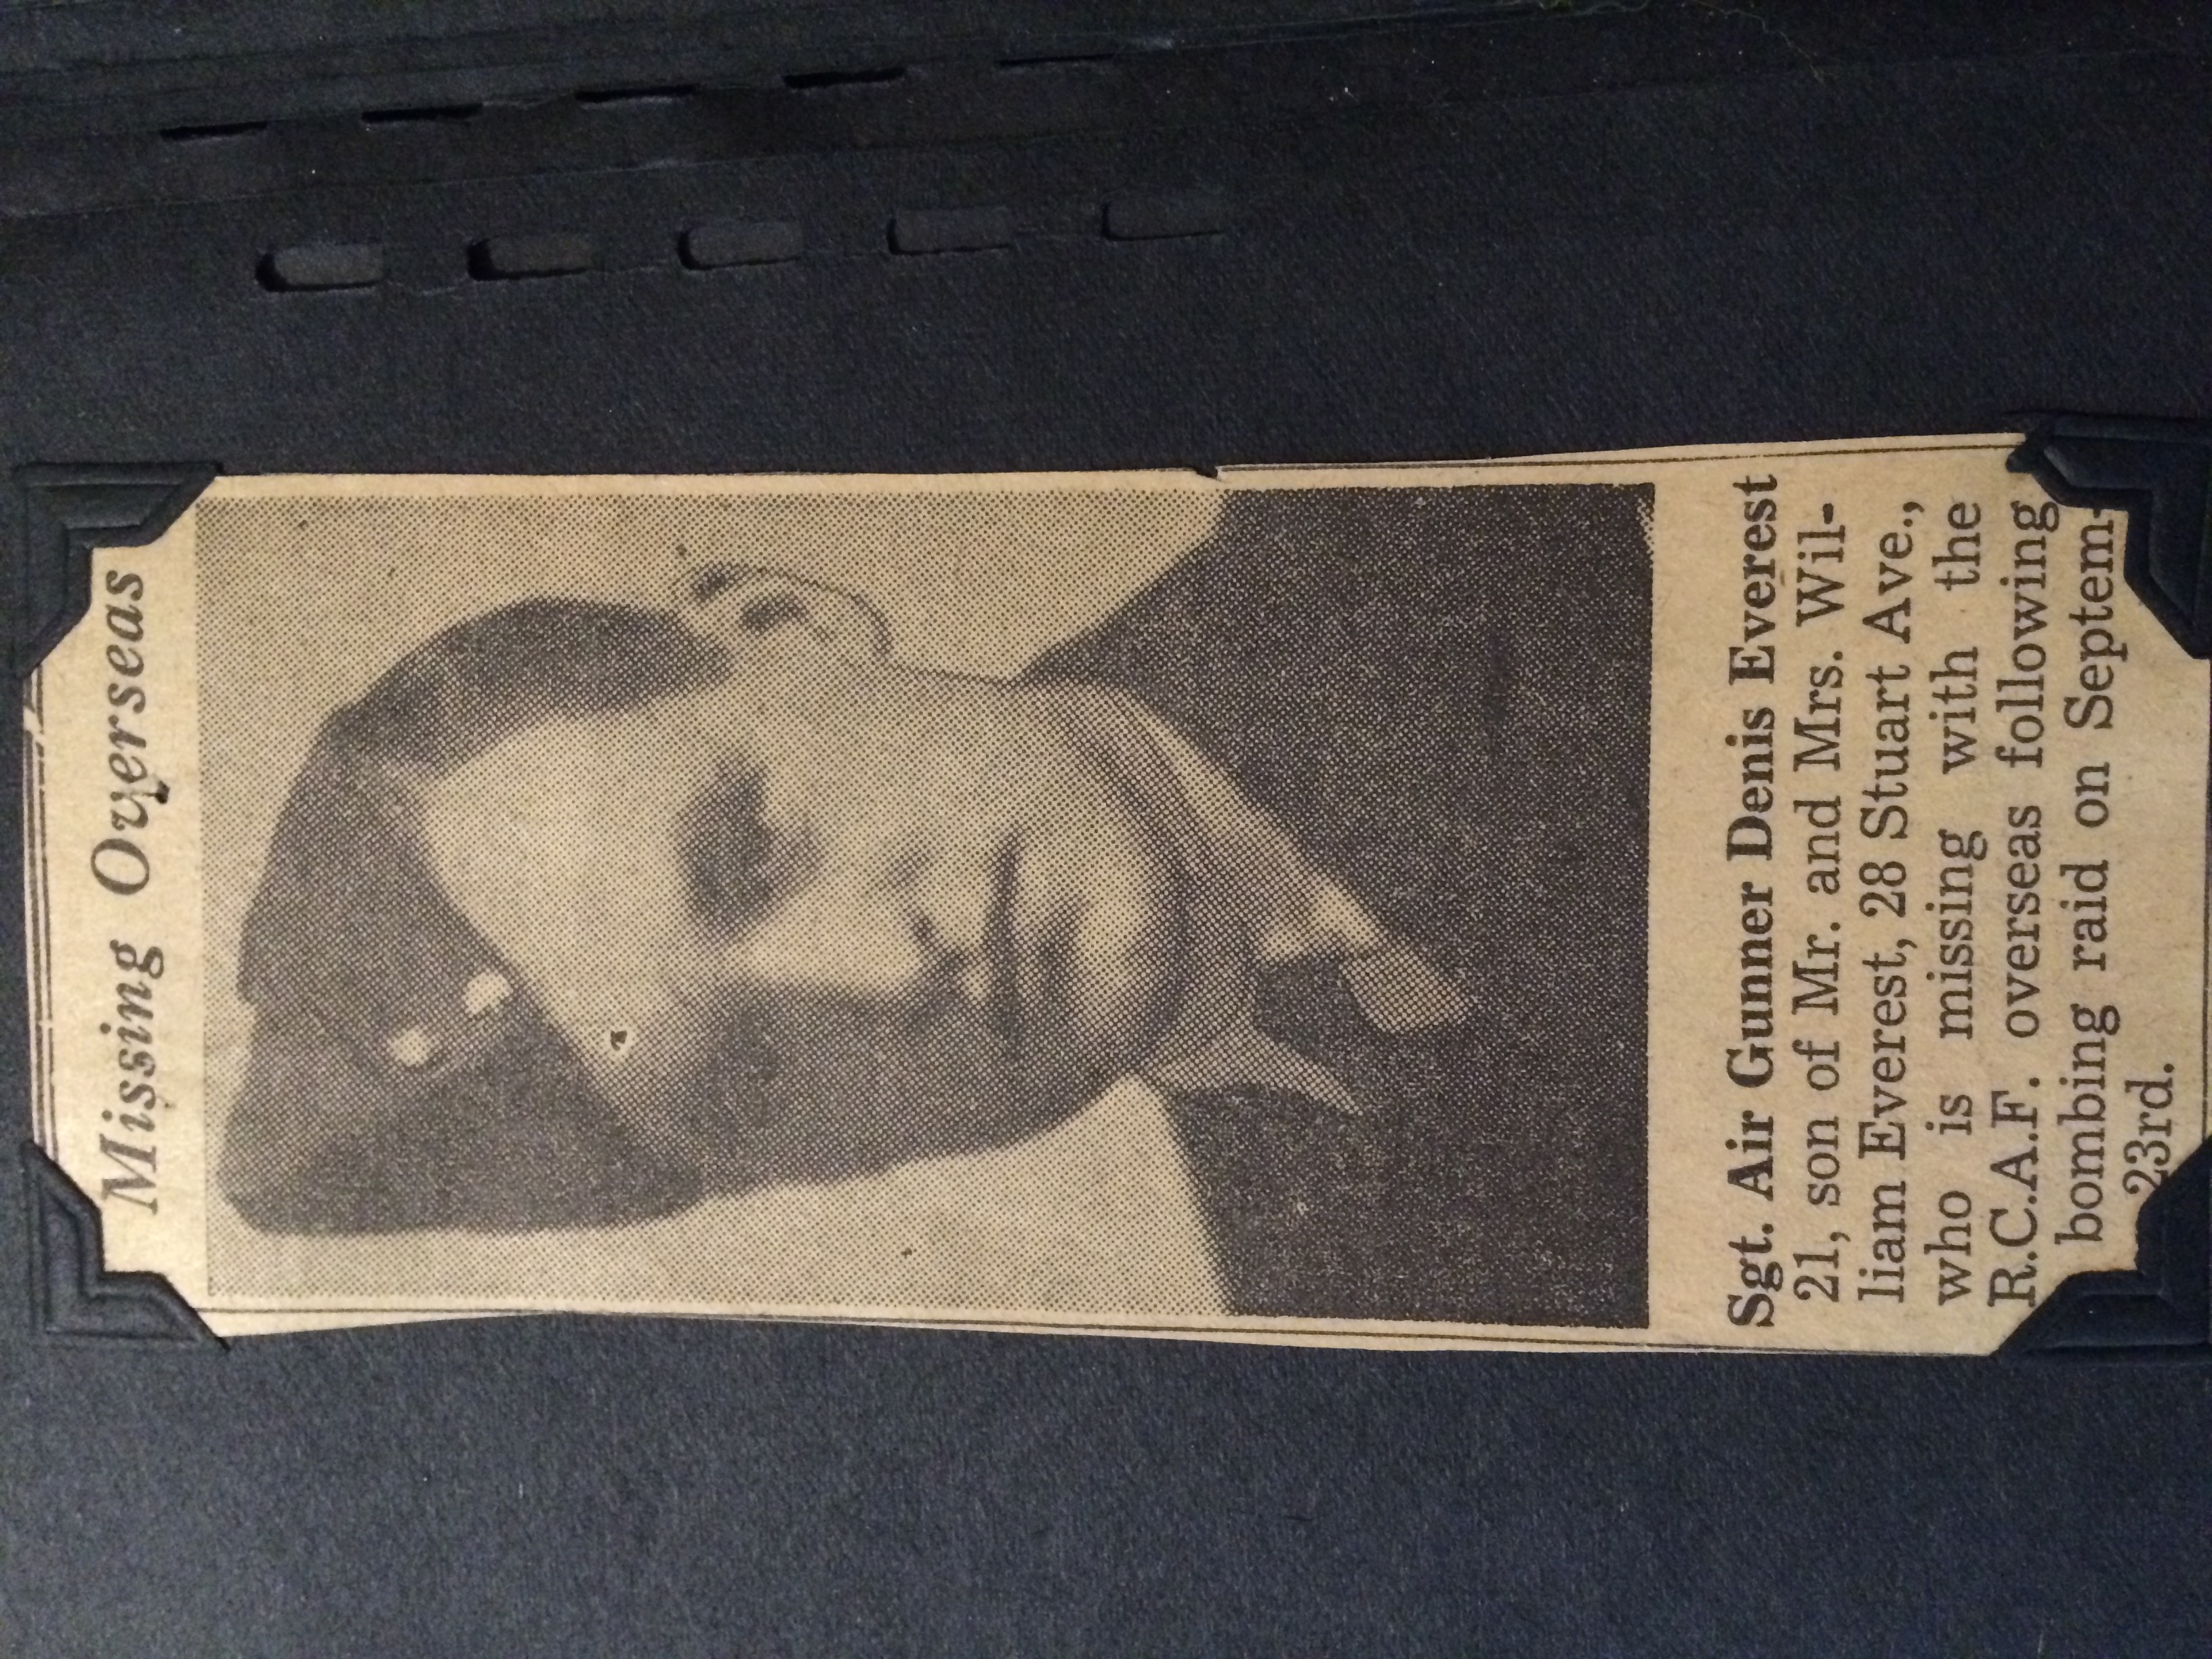 Missing Overseas
Sgt. Air Gunner Denis Everest
21, son of Mr. and Mrs. Wil-
liam Everest, 28 Stuart Ave.,
who is missing with the
R.C.A.F. overseas following
bombing raid on Septem-
23rd.